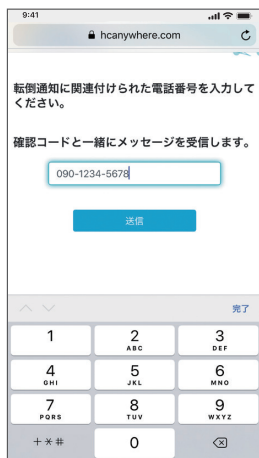 9:41
hcanywhere.com
転倒通知に関連付けられた電話番号を入力して
ください。
確認コードと一緒にメッセージを受信します。
090-1234-5678
送信
完了
1
2
ABC
3
DEF
4
GHI
5
JKL
6
MNO
7
PQRS
8
TUV
9
WXYZ
+*#
0